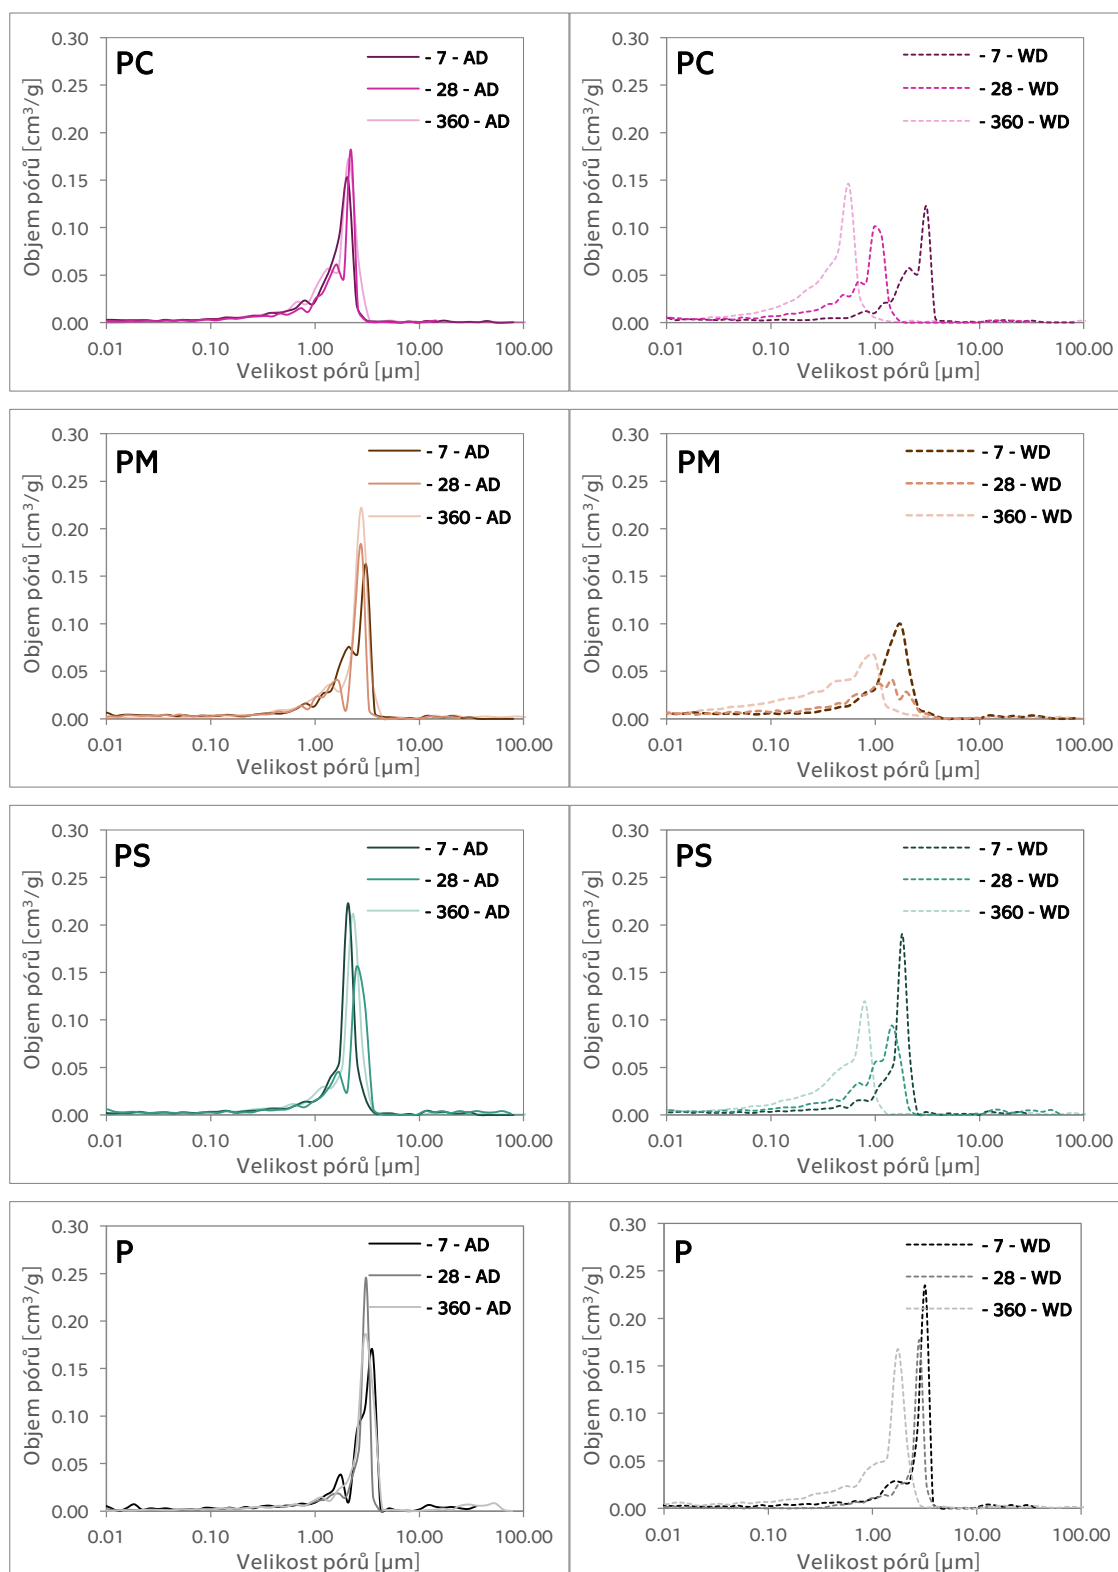 PC
- 7 - AD
- 28 - AD
- 360 - AD
Objem pórů [cm³/g]
0.30
0.25
0.20
0.15
0.10
0.05
0.00
0.01 0.10 1.00 10.00 100.00
Velikost pórů [µm]
PC
- 7 - WD
- 28 - WD
- 360 - WD
Objem pórů [cm³/g]
0.30
0.25
0.20
0.15
0.10
0.05
0.00
0.01 0.10 1.00 10.00 100.00
Velikost pórů [µm]
PM
- 7 - AD
- 28 - AD
- 360 - AD
Objem pórů [cm³/g]
0.30
0.25
0.20
0.15
0.10
0.05
0.00
0.01 0.10 1.00 10.00 100.00
Velikost pórů [µm]
PM
- 7 - WD
- 28 - WD
- 360 - WD
Objem pórů [cm³/g]
0.30
0.25
0.20
0.15
0.10
0.05
0.00
0.01 0.10 1.00 10.00 100.00
Velikost pórů [µm]
PS
- 7 - AD
- 28 - AD
- 360 - AD
Objem pórů [cm³/g]
0.30
0.25
0.20
0.15
0.10
0.05
0.00
0.01 0.10 1.00 10.00 100.00
Velikost pórů [µm]
PS
- 7 - WD
- 28 - WD
- 360 - WD
Objem pórů [cm³/g]
0.30
0.25
0.20
0.15
0.10
0.05
0.00
0.01 0.10 1.00 10.00 100.00
Velikost pórů [µm]
P
- 7 - AD
- 28 - AD
- 360 - AD
Objem pórů [cm³/g]
0.30
0.25
0.20
0.15
0.10
0.05
0.00
0.01 0.10 1.00 10.00 100.00
Velikost pórů [µm]
P
- 7 - WD
- 28 - WD
- 360 - WD
Objem pórů [cm³/g]
0.30
0.25
0.20
0.15
0.10
0.05
0.00
0.01 0.10 1.00 10.00 100.00
Velikost pórů [µm]